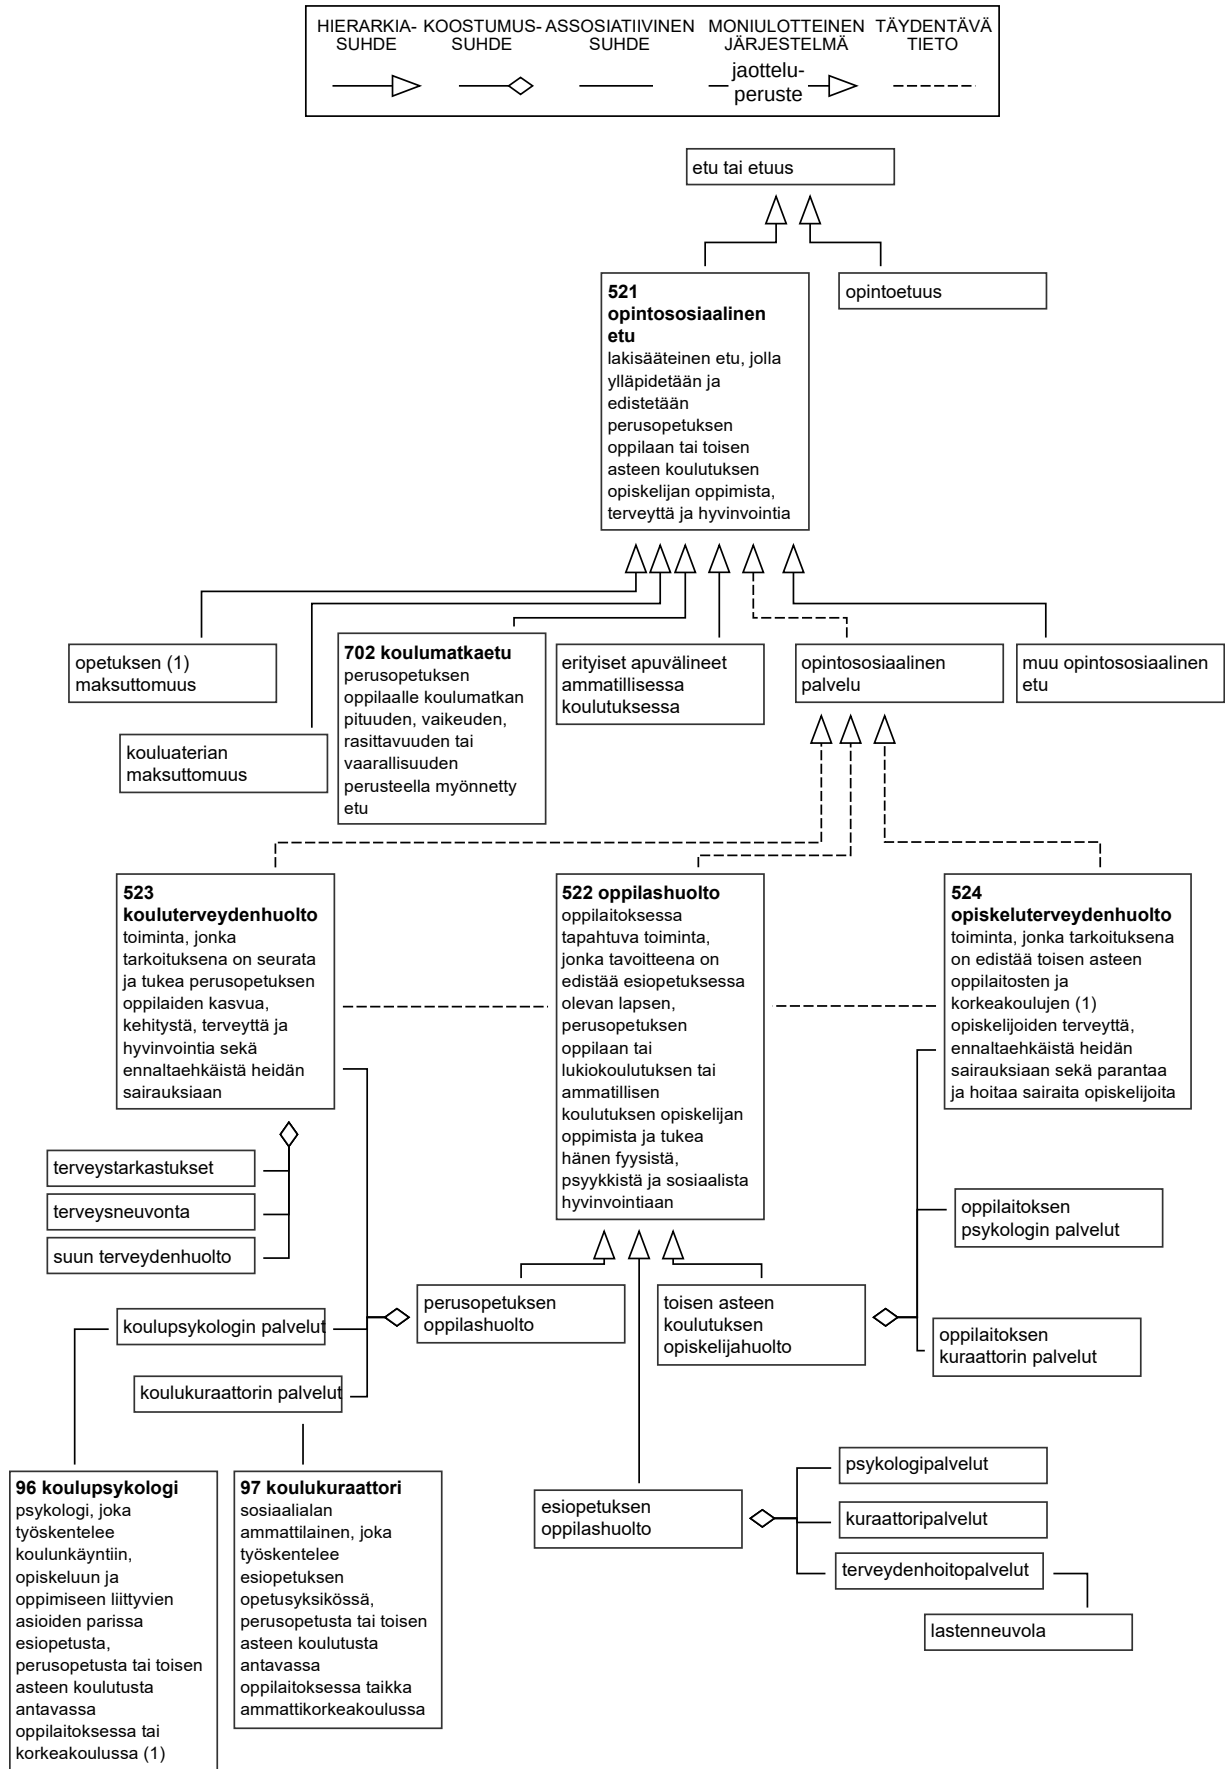 HIERARKIA-
SUHDE
KOOSTUMUS-
SUHDE
ASSOSIATIIVINEN
SUHDE
MONIULOTTEINEN
JÄRJESTELMÄ
TÄYDENTÄVÄ
TIETO
jaottelu-
peruste
etu tai etuus
521
opintososiaalinen
etu
lakisääteinen etu, jolla
ylläpidetään ja
edistetään
perusopetuksen
oppilaan tai toisen
asteen koulutuksen
opiskelijan oppimista,
terveyttä ja hyvinvointia
opintoetuus
opetuksen (1)
maksuttomuus
kouluaterian
maksuttomuus
702 koulumatkaetu
perusopetuksen
oppilaalle koulumatkan
pituuden, vaikeuden,
rasittavuuden tai
vaarallisuuden
perusteella myönnetty
etu
erityiset apuvälineet
ammatillisessa
koulutuksessa
opintososiaalinen
palvelu
muu opintososiaalinen
etu
523
kouluterveydenhuolto
toiminta, jonka
tarkoituksena on seurata
ja tukea perusopetuksen
oppilaiden kasvua,
kehitystä, terveyttä ja
hyvinvointia sekä
ennaltaehkäistä heidän
sairauksiaan
522 oppilashuolto
oppilaitoksessa
tapahtuva toiminta,
jonka tavoitteena on
edistää esiopetuksessa
olevan lapsen,
perusopetuksen
oppilaan tai
lukiokoulutuksen tai
ammatillisen
koulutuksen opiskelijan
oppimista ja tukea
hänen fyysistä,
psyykkistä ja sosiaalista
hyvinvointiaan
524
opiskeluterveydenhuolto
toiminta, jonka tarkoituksena
on edistää toisen asteen
oppilaitosten ja
korkeakoulujen (1)
opiskelijoiden terveyttä,
ennaltaehkäistä heidän
sairauksiaan sekä parantaa
ja hoitaa sairaita opiskelijoita
terveystarkastukset
terveysneuvonta
suun terveydenhuolto
koulupsykologin palvelut
koulukuraattorin palvelut
perusopetuksen
oppilashuolto
toisen asteen
koulutuksen
opiskelijahuolto
oppilaitoksen
psykologin palvelut
oppilaitoksen
kuraattorin palvelut
96 koulupsykologi
psykologi, joka
työskentelee
koulunkäyntiin,
opiskeluun ja
oppimiseen liittyvien
asioiden parissa
esiopetusta,
perusopetusta tai toisen
asteen koulutusta
antavassa
oppilaitoksessa tai
korkeakoulussa (1)
97 koulukuraattori
sosiaalialan
ammattilainen, joka
työskentelee
esiopetuksen
opetusyksikössä,
perusopetusta tai toisen
asteen koulutusta
antavassa
oppilaitoksessa taikka
ammattikorkeakoulussa
esiopetuksen
oppilashuolto
psykologipalvelut
kuraattoripalvelut
terveydenhoitopalvelut
lastenneuvola